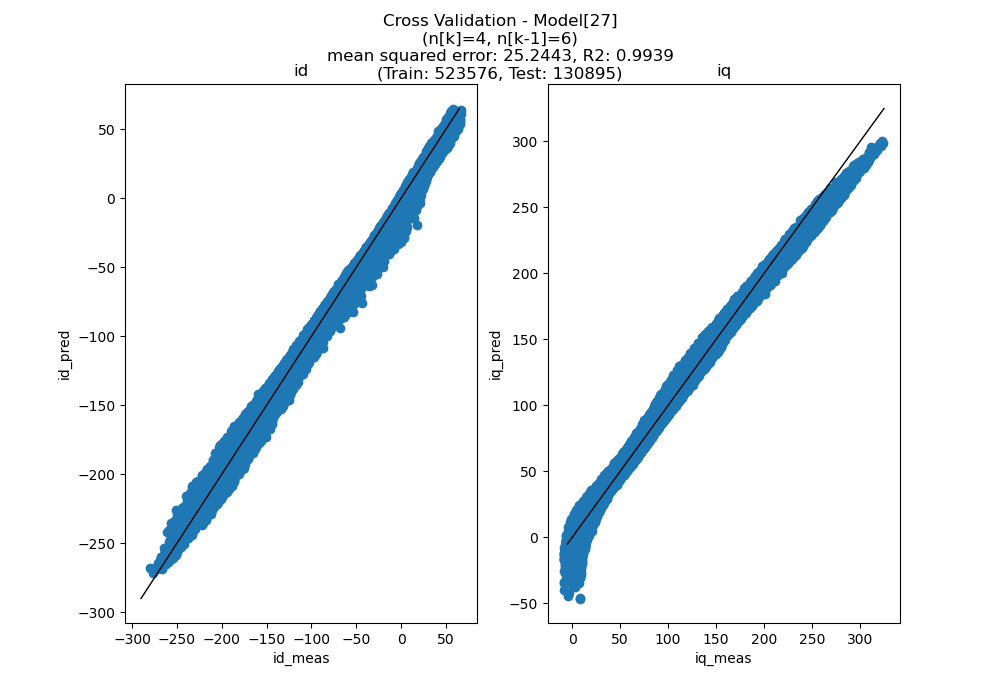 Cross Validation - Model[27]
(n[k]=4, n[k-1]=6)
mean squared error: 25.2443, R2: 0.9939
(Train: 523576, Test: 130895)
id
iq
50
0
−50
−100
−150
−200
−250
−300
id_pred
−300 −250 −200 −150 −100 −50 0 50
id_meas
300
250
200
150
100
50
0
−50
iq_pred
0 50 100 150 200 250 300
iq_meas